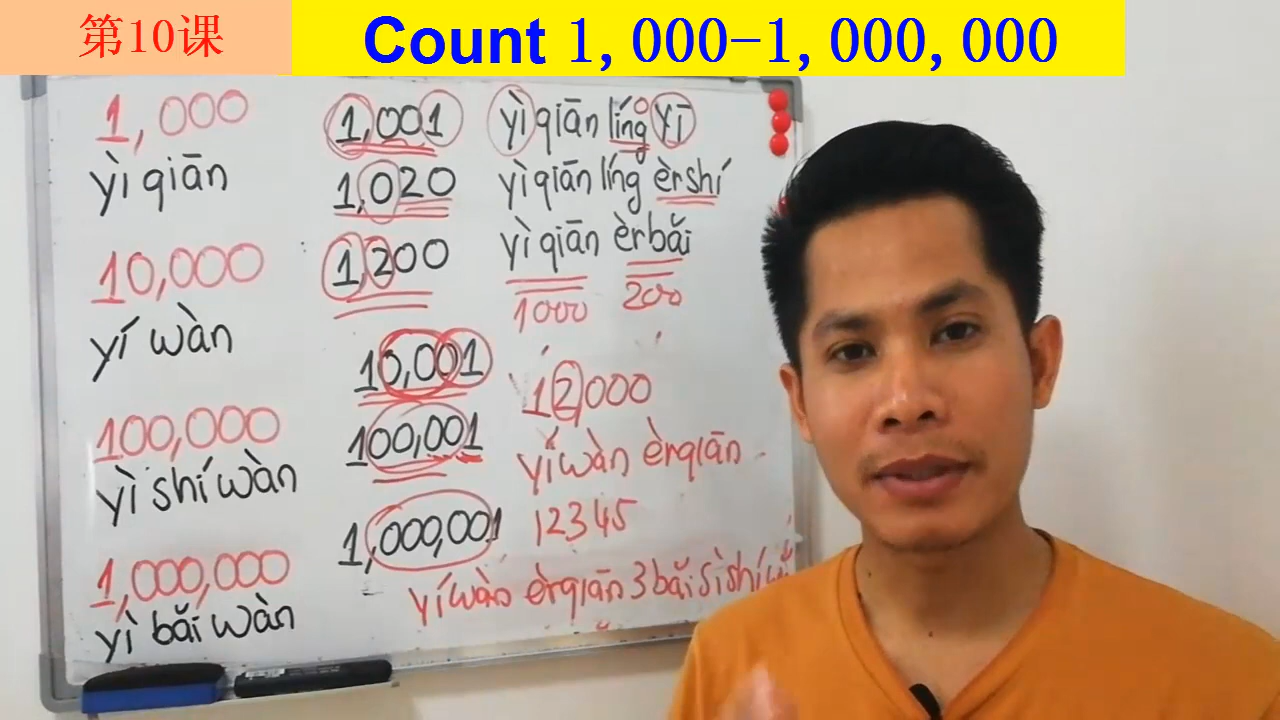 第10课
Count 1,000-1,000,000
1,000
yì qiān
10,000
yí wàn
100,000
yì shí wàn
1,000,000
yì bǎi wàn
1,001 yì qiān líng yī
1,020 yì qiān líng èr shí
1,200 yì qiān èr bǎi
1000 200
10,001
100,001
1,000,001
12000
yí wàn èr qiān
12345
yí wàn èr qiān 3 bǎi sì shí